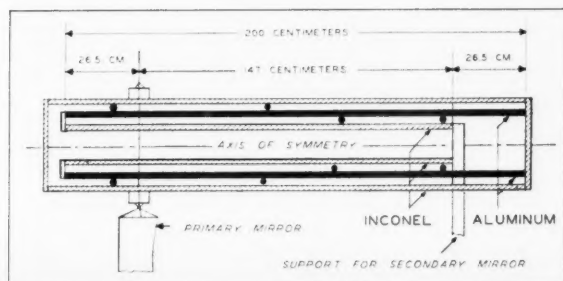 200 CENTIMETERS
26.5 CM.
147 CENTIMETERS
26.5 CM.
AXIS OF SYMMETRY
INCONEL
ALUMINUM
PRIMARY MIRROR
SUPPORT FOR SECONDARY MIRROR